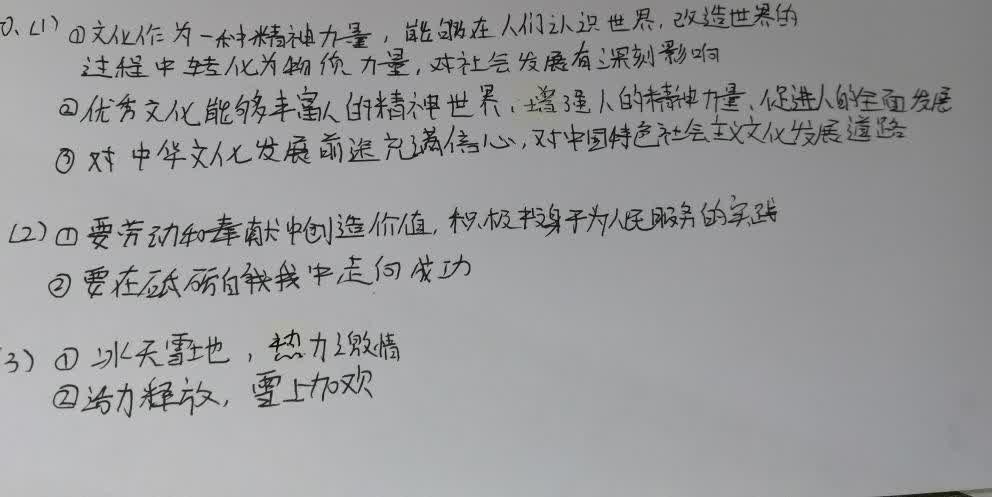 0、(1) ①文化作为一种精神力量，能够在人们认识世界，改造世界的
过程中转化为物质力量，对社会发展有深刻影响
②优秀文化能够丰富人的精神世界、增强人的精神力量、促进人的全面发展
③对中华文化发展前途充满信心，对中国特色社会主义文化发展道路
(2) ①要劳动和奉献中创造价值，积极投身于为人民服务的实践
②要在砥砺自我中走向成功
3) ①冰天雪地，热力激情
②给力释放，雪上加欢